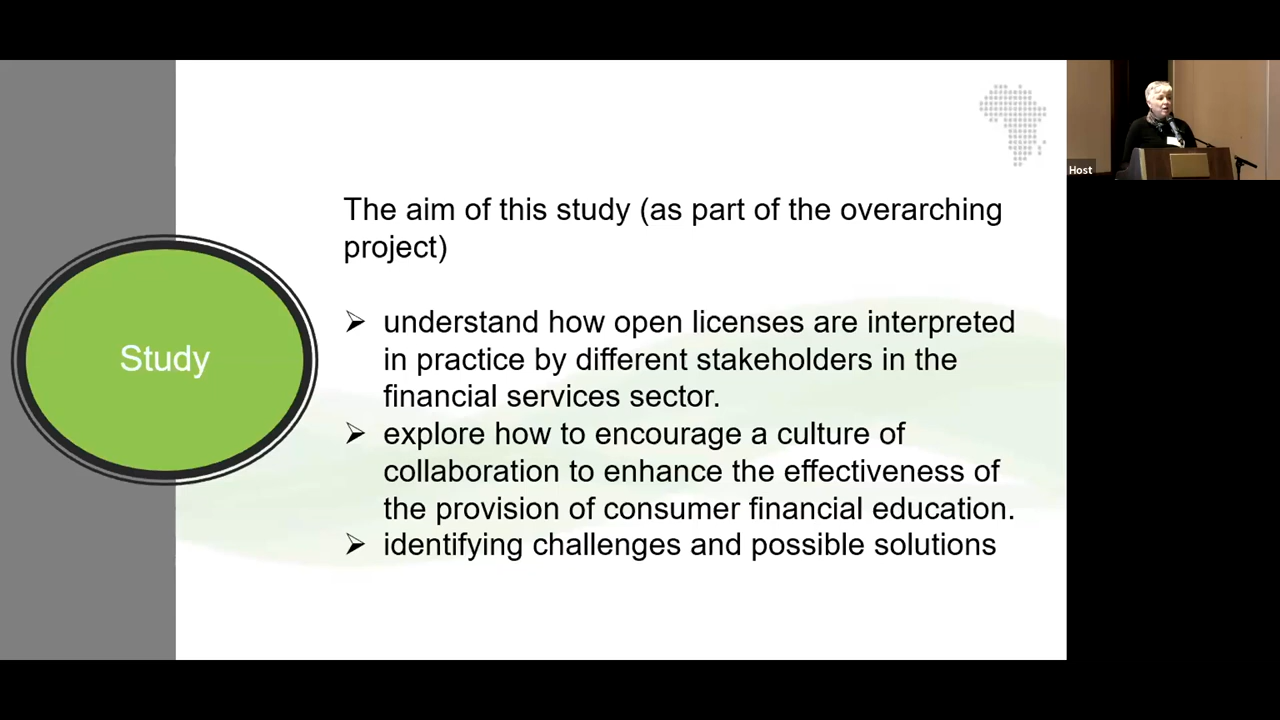 Study
The aim of this study (as part of the overarching
project)
➢ understand how open licenses are interpreted
in practice by different stakeholders in the
financial services sector.
➢ explore how to encourage a culture of
collaboration to enhance the effectiveness of
the provision of consumer financial education.
➢ identifying challenges and possible solutions
Host